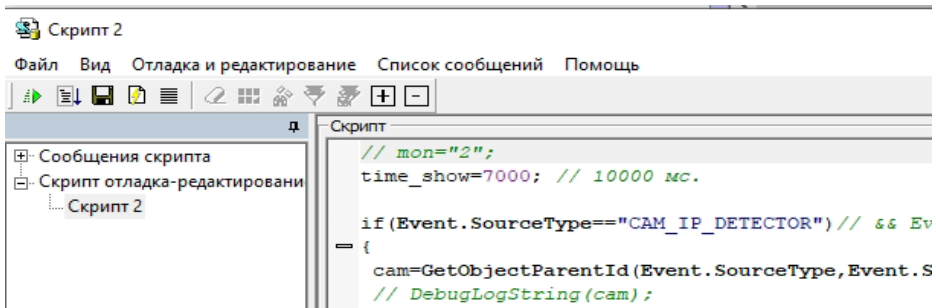 Скрипт 2
Файл Вид Отладка и редактирование Список сообщений Помощь
Скрипт
Сообщения скрипта
Скрипт отладка-редактировани
Скрипт 2
// mon="2";
time_show=7000; // 10000 мс.
if(Event.SourceType=="CAM_IP_DETECTOR")// && Ev
{
cam=GetObjectParentId(Event.SourceType,Event.S
// DebugLogString(cam);